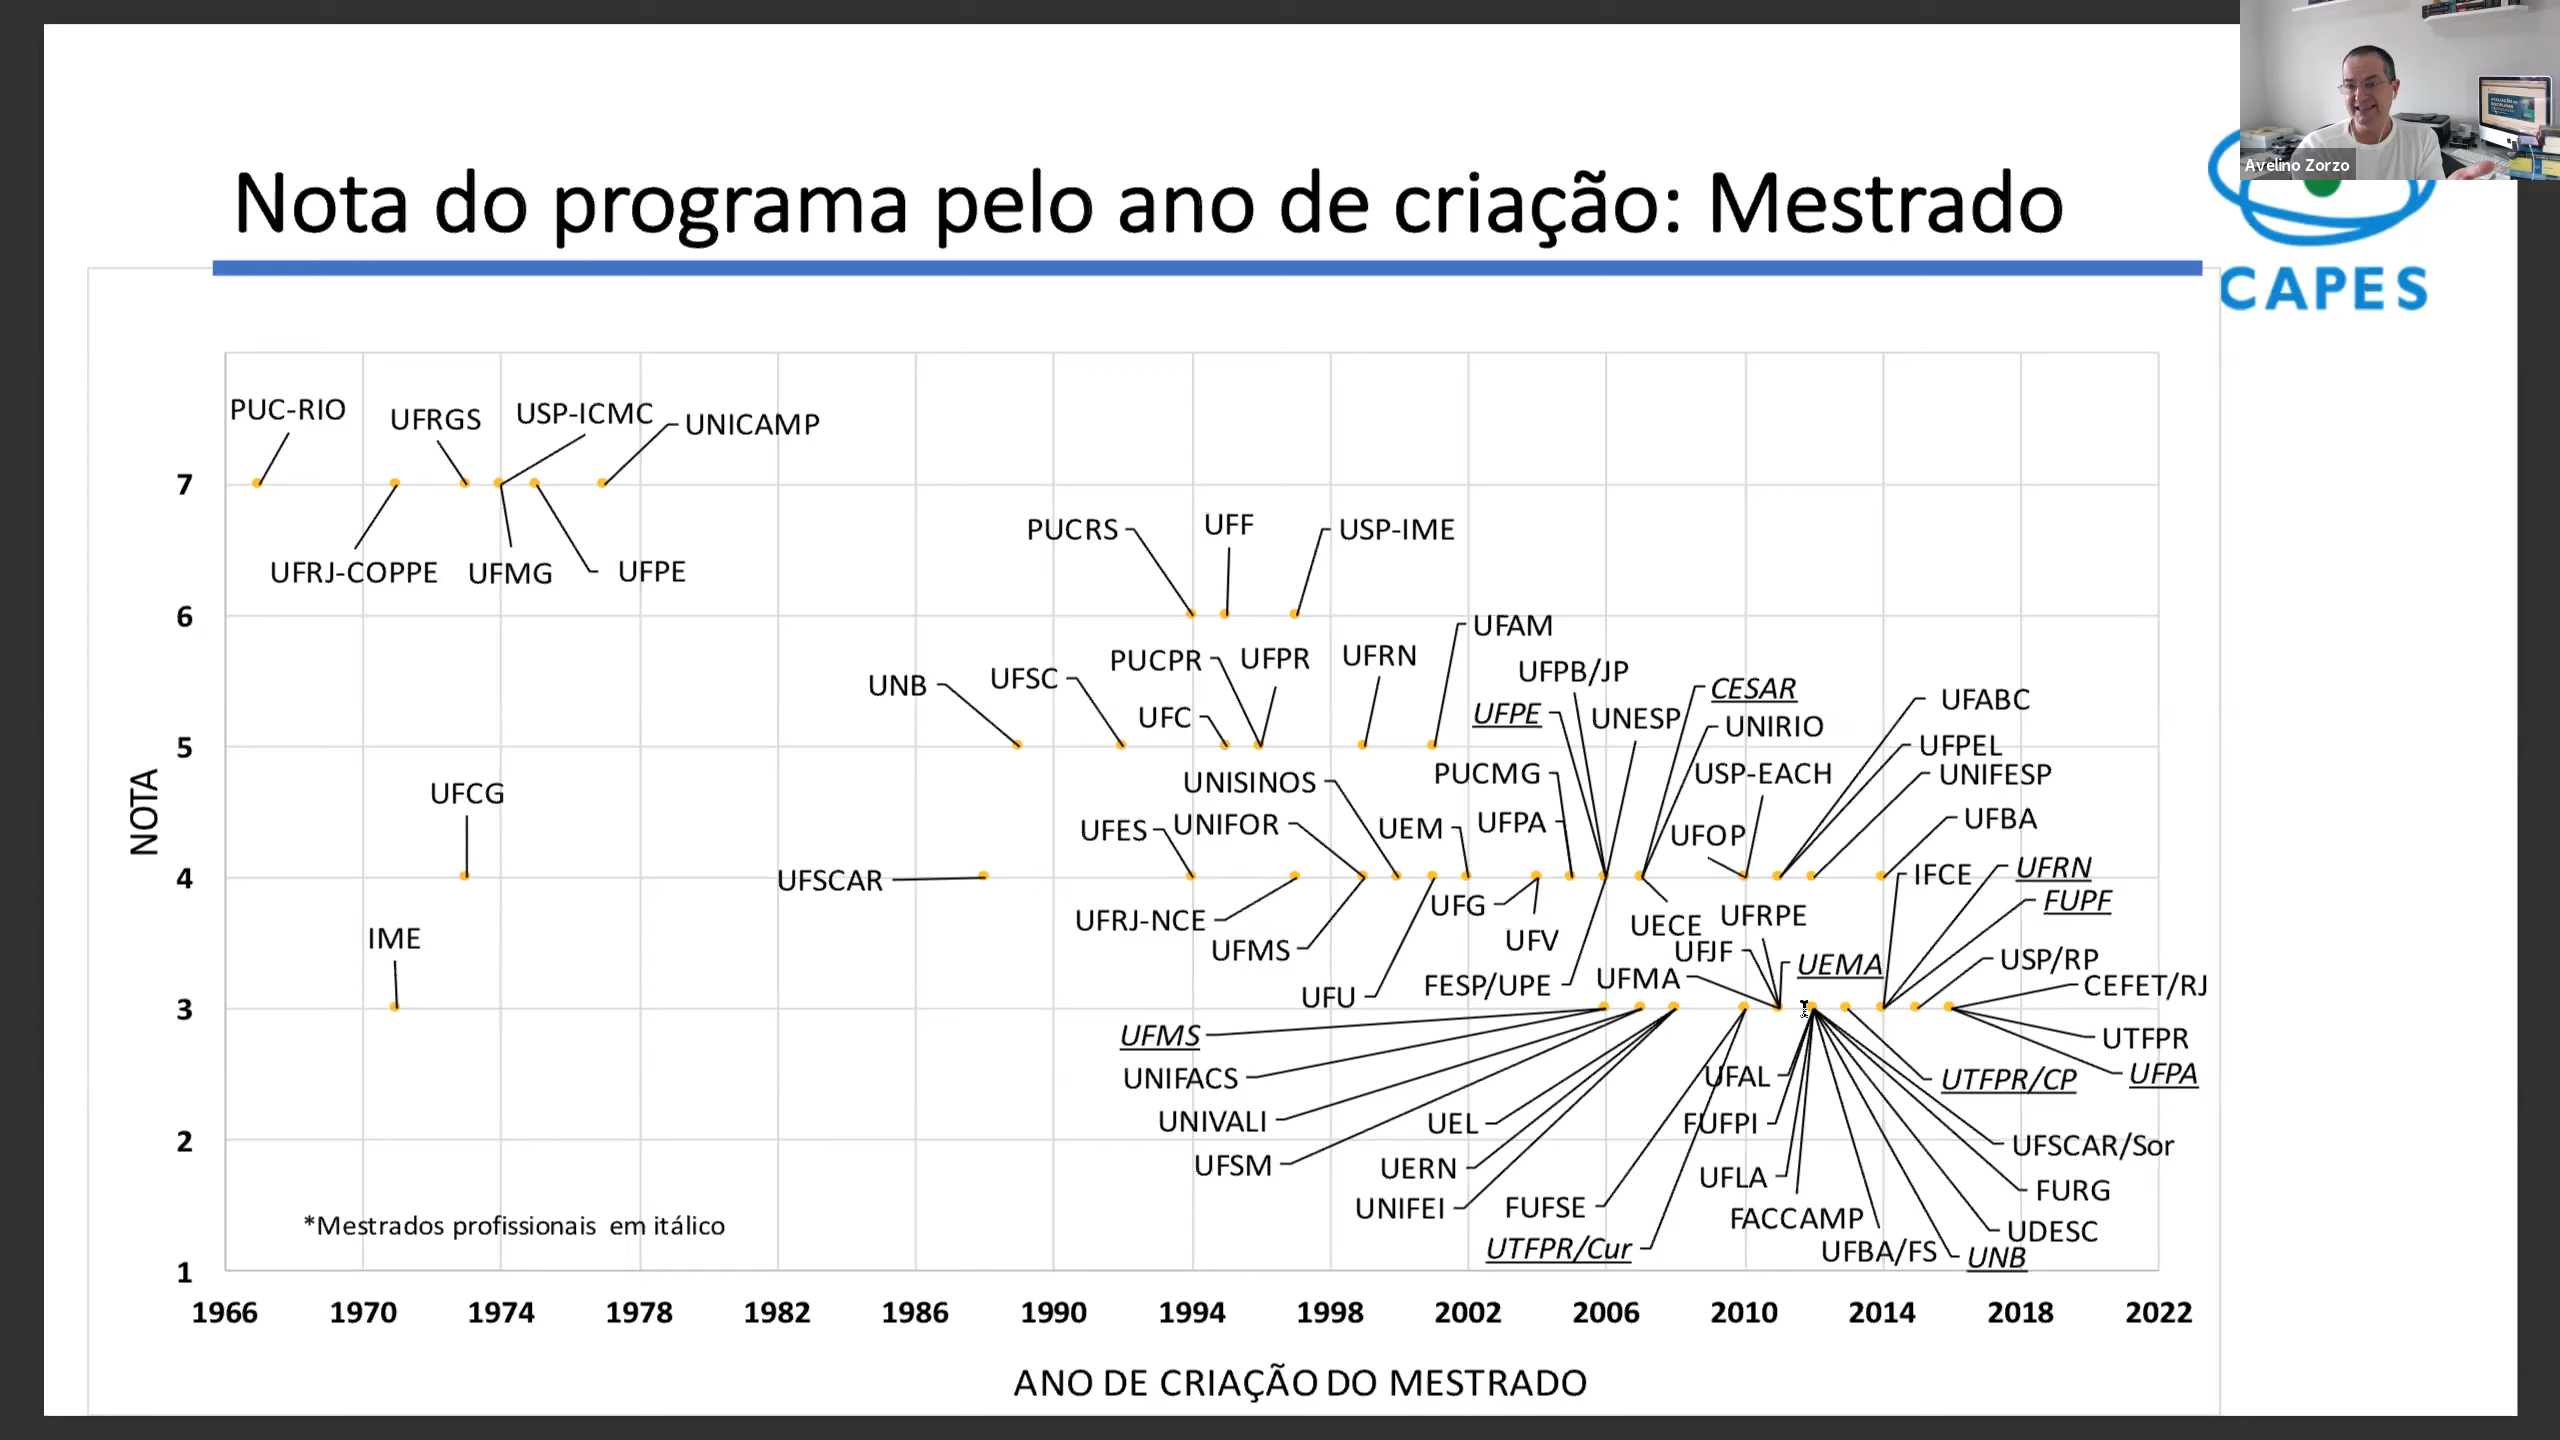 Avelino Zorzo
Nota do programa pelo ano de criação: Mestrado
CAPES
PUC-RIO
UFRGS
USP-ICMC
UNICAMP
7
UFRJ-COPPE
UFMG
UFPE
PUCRS
UFF
USP-IME
6
UFAM
PUCPR
UFPR
UFRN
UNB
UFSC
UFC
UFPB/JP
UFPE
UNESP
CESAR
UNIRIO
UFABC
5
UFPEL
UNISINOS
PUCMG
USP-EACH
UNIFESP
NOTA
UFCG
UFES
UNIFOR
UEM
UFPA
UFOP
UFBA
4
UFSCAR
IFCE
UFRN
FUPF
UFRJ-NCE
UFMS
UFG
UFV
UECE
UFRPE
UFJF
IME
UFU
FESP/UPE
UFMA
UEMA
USP/RP
CEFET/RJ
3
UFMS
UNIFACS
UNIVALI
UFSM
UEL
UERN
UNIFEI
FUFSE
UTFPR/Cur
UFAL
FUFPI
UFLA
FACCAMP
UFBA/FS
UNB
UDESC
FURG
UFSCAR/Sor
UTFPR/CP
UTFPR
UFPA
2
*Mestrados profissionais em itálico
1
1966 1970 1974 1978 1982 1986 1990 1994 1998 2002 2006 2010 2014 2018 2022
ANO DE CRIAÇÃO DO MESTRADO